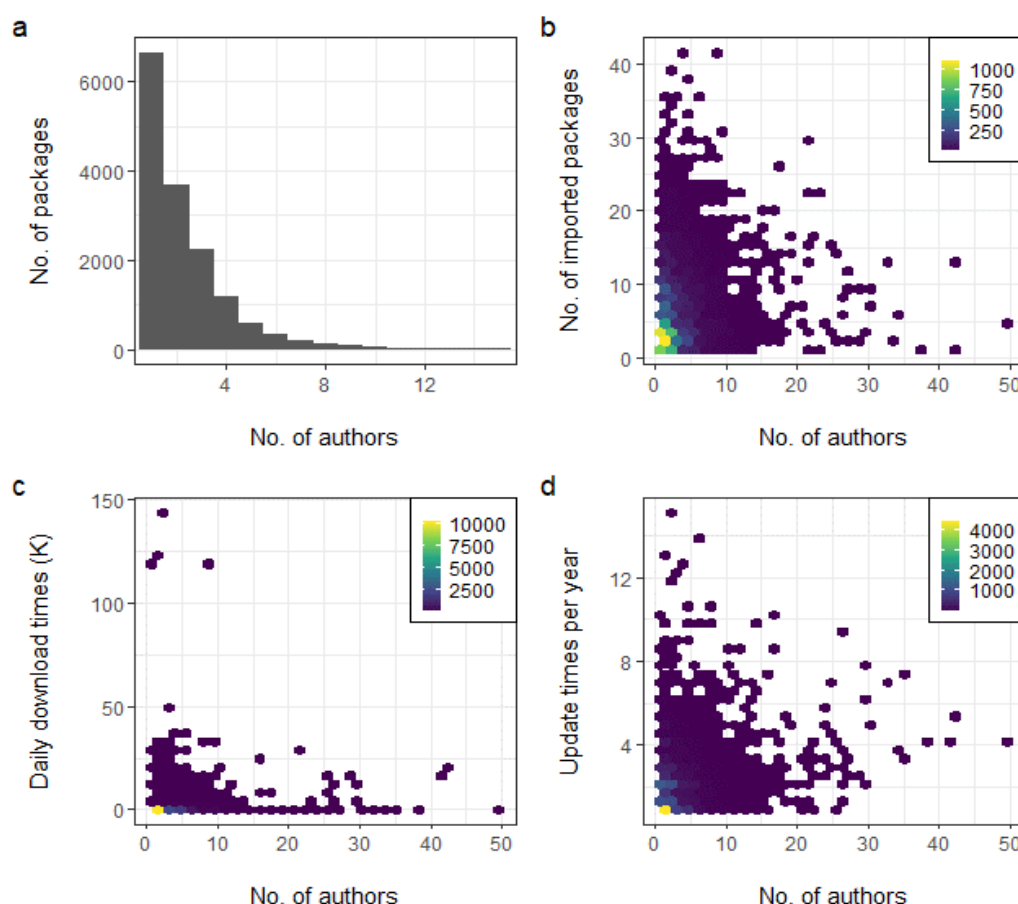 a
No. of packages
6000
4000
2000
0
4 8 12
No. of authors
b
No. of imported packages
40
30
20
10
0
0 10 20 30 40 50
No. of authors
1000
750
500
250
c
Daily download times (K)
150
100
50
0
0 10 20 30 40 50
No. of authors
10000
7500
5000
2500
d
Update times per year
12
8
4
0 10 20 30 40 50
No. of authors
4000
3000
2000
1000